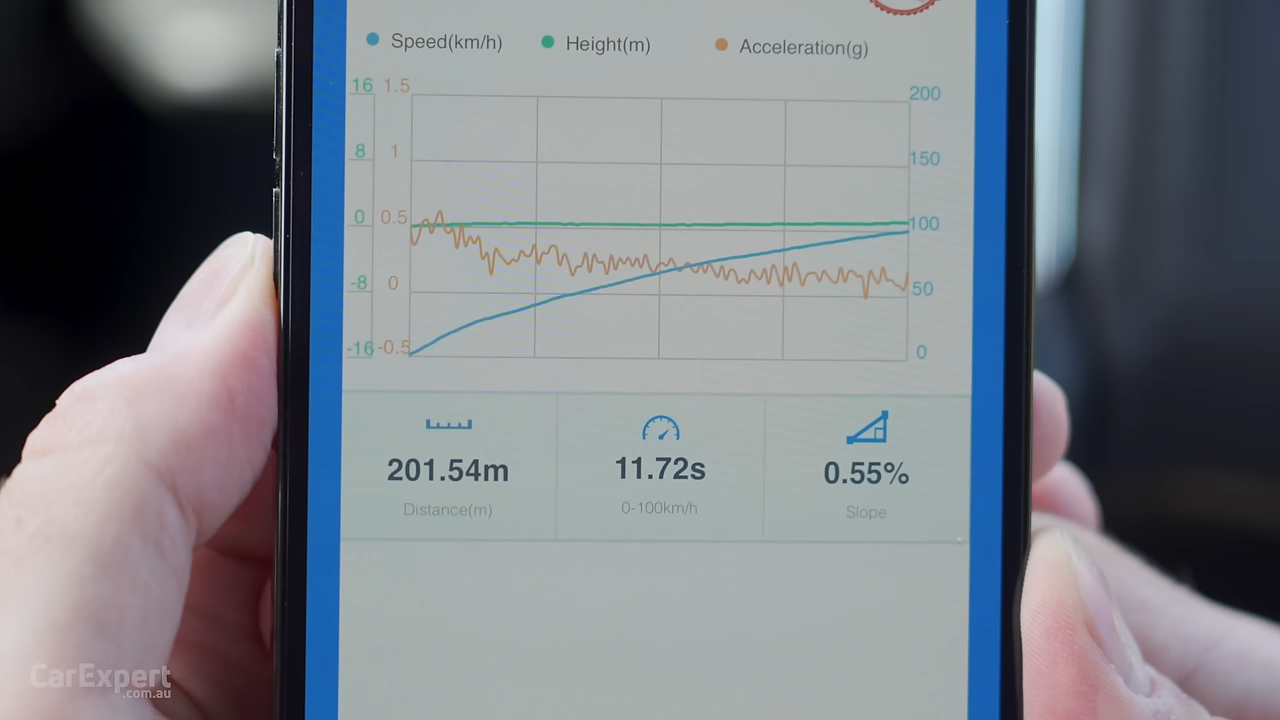 Speed(km/h) Height(m) Acceleration(g)
16 1.5 200
8 1 150
0 0.5 100
-8 0 50
-16 -0.5 0
201.54m 11.72s 0.55%
Distance(m) 0-100km/h Slope
CarExpert
.com.au